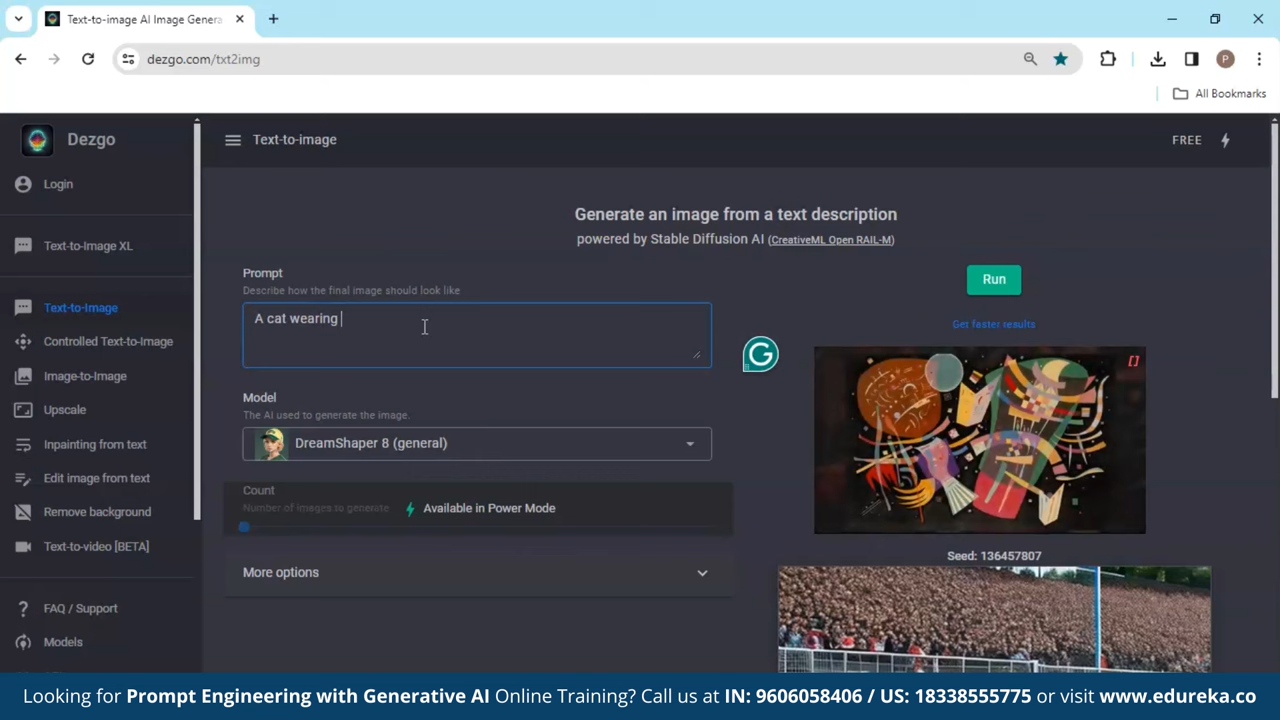 Text-to-image AI Image Genera
dezgo.com/txt2img
P
All Bookmarks
Dezgo
Text-to-image
FREE
Login
Text-to-Image XL
Text-to-Image
Controlled Text-to-Image
Image-to-Image
Upscale
Inpainting from text
Edit image from text
Remove background
Text-to-video [BETA]
FAQ / Support
Models
Generate an image from a text description
powered by Stable Diffusion AI (CreativeML Open RAIL-M)
Prompt
Describe how the final image should look like
A cat wearing
Model
The AI used to generate the image.
DreamShaper 8 (general)
Count
Number of images to generate
Available in Power Mode
More options
Run
Get faster results
Seed: 136457807
Looking for Prompt Engineering with Generative AI Online Training? Call us at IN: 9606058406 / US: 18338555775 or visit www.edureka.co